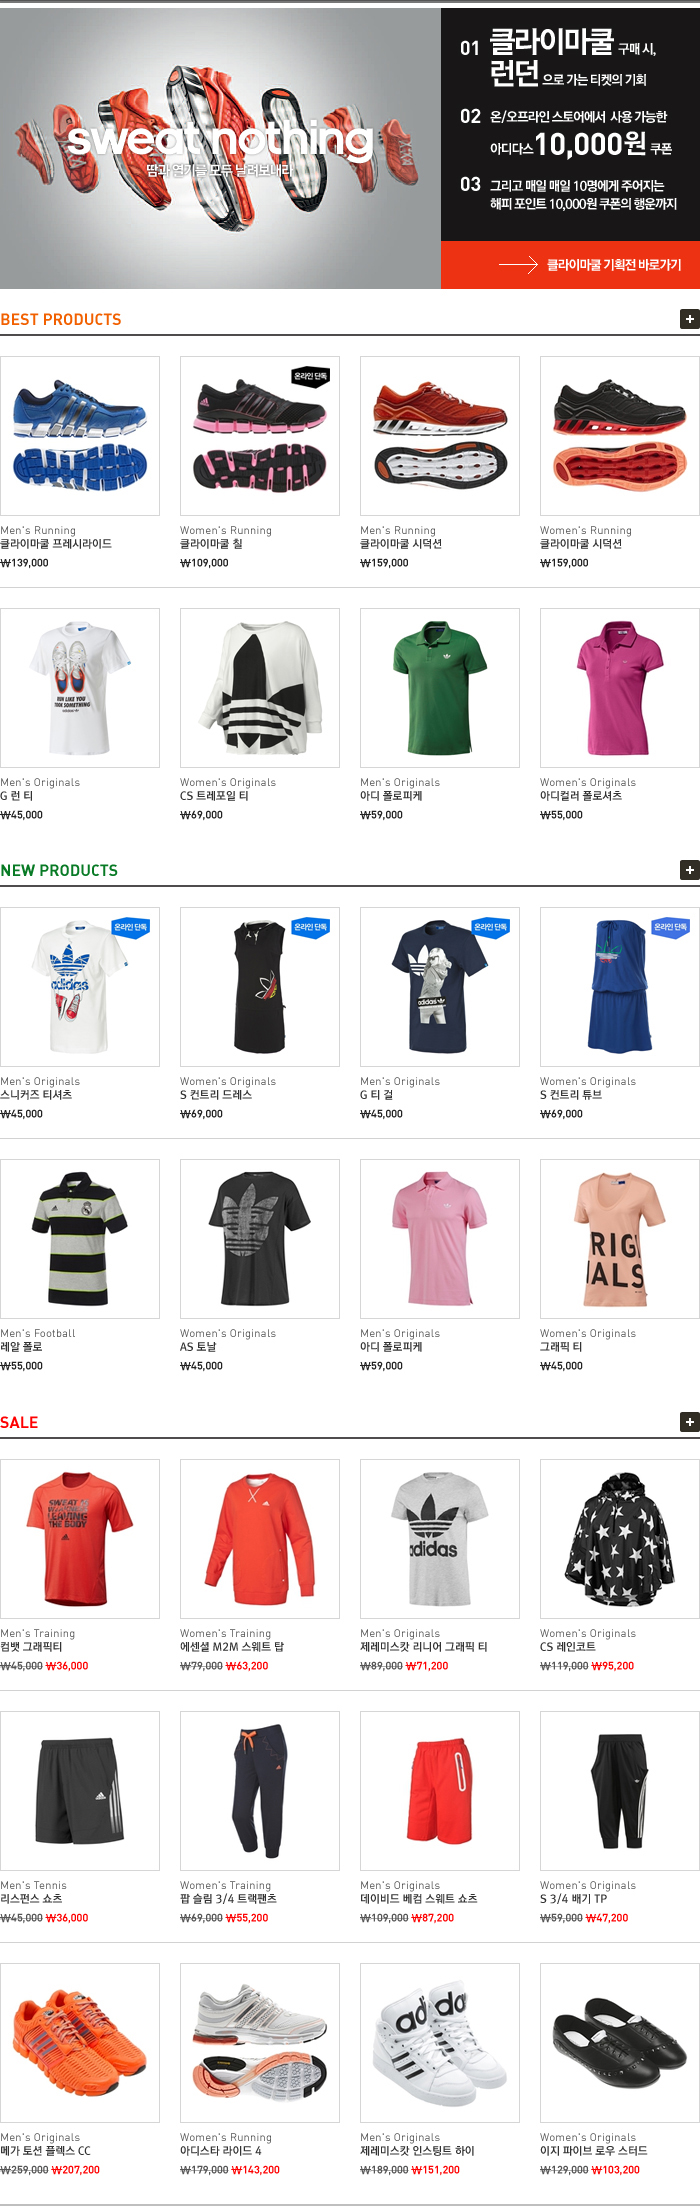 sweat nothing
땀과 열기를 모두 날려보내라
01 클라이마쿨 구매 시,
런던 으로 가는 티켓의 기회
02 온/오프라인 스토어에서 사용 가능한
아디다스 10,000원 쿠폰
03 그리고 매일 매일 10명에게 주어지는
해피 포인트 10,000원 쿠폰의 행운까지
클라이마쿨 기획전 바로가기
BEST PRODUCTS
온라인 단독
Men's Running
클라이마쿨 프레시라이드
₩139,000
Women's Running
클라이마쿨 칠
₩109,000
Men's Running
클라이마쿨 시덕션
₩159,000
Women's Running
클라이마쿨 시덕션
₩159,000
RUN LIKE YOU
TOOK SOMETHING
adidas
Men's Originals
G 런 티
₩45,000
Women's Originals
CS 트레포일 티
₩69,000
Men's Originals
아디 폴로피케
₩59,000
Women's Originals
아디컬러 폴로셔츠
₩55,000
NEW PRODUCTS
온라인 단독
adidas
온라인 단독
온라인 단독
adidas
온라인 단독
Men's Originals
스니커즈 티셔츠
₩45,000
Women's Originals
S 컨트리 드레스
₩69,000
Men's Originals
G 티 걸
₩45,000
Women's Originals
S 컨트리 튜브
₩69,000
RIGI
IALS
Men's Football
레알 폴로
₩55,000
Women's Originals
AS 토날
₩45,000
Men's Originals
아디 폴로피케
₩59,000
Women's Originals
그래픽 티
₩45,000
SALE
SWEAT IS
LEAVING
THE BODY
adidas
Men's Training
컴뱃 그래픽티
₩45,000 ₩36,000
Women's Training
에센셜 M2M 스웨트 탑
₩79,000 ₩63,200
Men's Originals
제레미스캇 리니어 그래픽 티
₩89,000 ₩71,200
Women's Originals
CS 레인코트
₩119,000 ₩95,200
Men's Tennis
리스펀스 쇼츠
₩45,000 ₩36,000
Women's Training
팝 슬림 3/4 트랙팬츠
₩69,000 ₩55,200
Men's Originals
데이비드 베컴 스웨트 쇼츠
₩109,000 ₩87,200
Women's Originals
S 3/4 배기 TP
₩59,000 ₩47,200
Men's Originals
메가 토션 플렉스 CC
₩259,000 ₩207,200
Women's Running
아디스타 라이드 4
₩179,000 ₩143,200
Men's Originals
제레미스캇 인스팅트 하이
₩189,000 ₩151,200
Women's Originals
이지 파이브 로우 스터드
₩129,000 ₩103,200